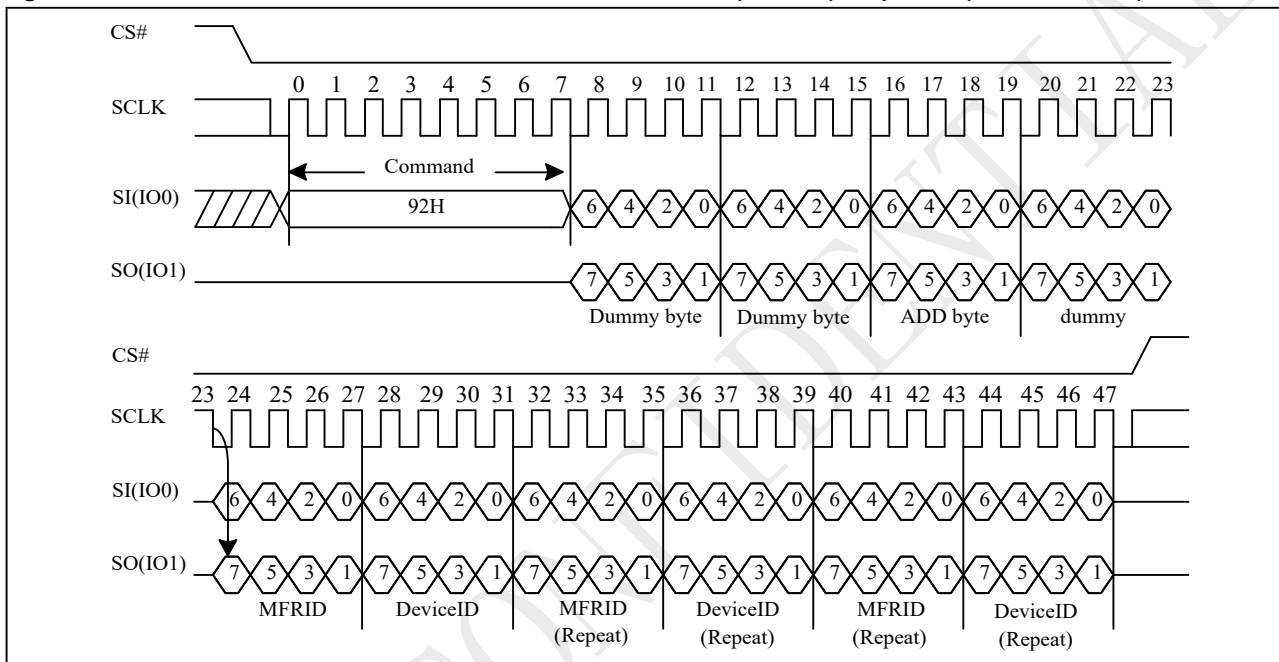 CS#
0 1 2 3 4 5 6 7 8 9 10 11 12 13 14 15 16 17 18 19 20 21 22 23
SCLK
Command
SI(IO0)
92H
6 4 2 0 6 4 2 0 6 4 2 0 6 4 2 0
SO(IO1)
7 5 3 1 7 5 3 1 7 5 3 1 7 5 3 1
Dummy byte Dummy byte ADD byte dummy
CS#
23 24 25 26 27 28 29 30 31 32 33 34 35 36 37 38 39 40 41 42 43 44 45 46 47
SCLK
SI(IO0)
6 4 2 0 6 4 2 0 6 4 2 0 6 4 2 0 6 4 2 0 6 4 2 0
SO(IO1)
7 5 3 1 7 5 3 1 7 5 3 1 7 5 3 1 7 5 3 1 7 5 3 1
MFRID DeviceID MFRID DeviceID MFRID DeviceID
(Repeat) (Repeat) (Repeat) (Repeat)